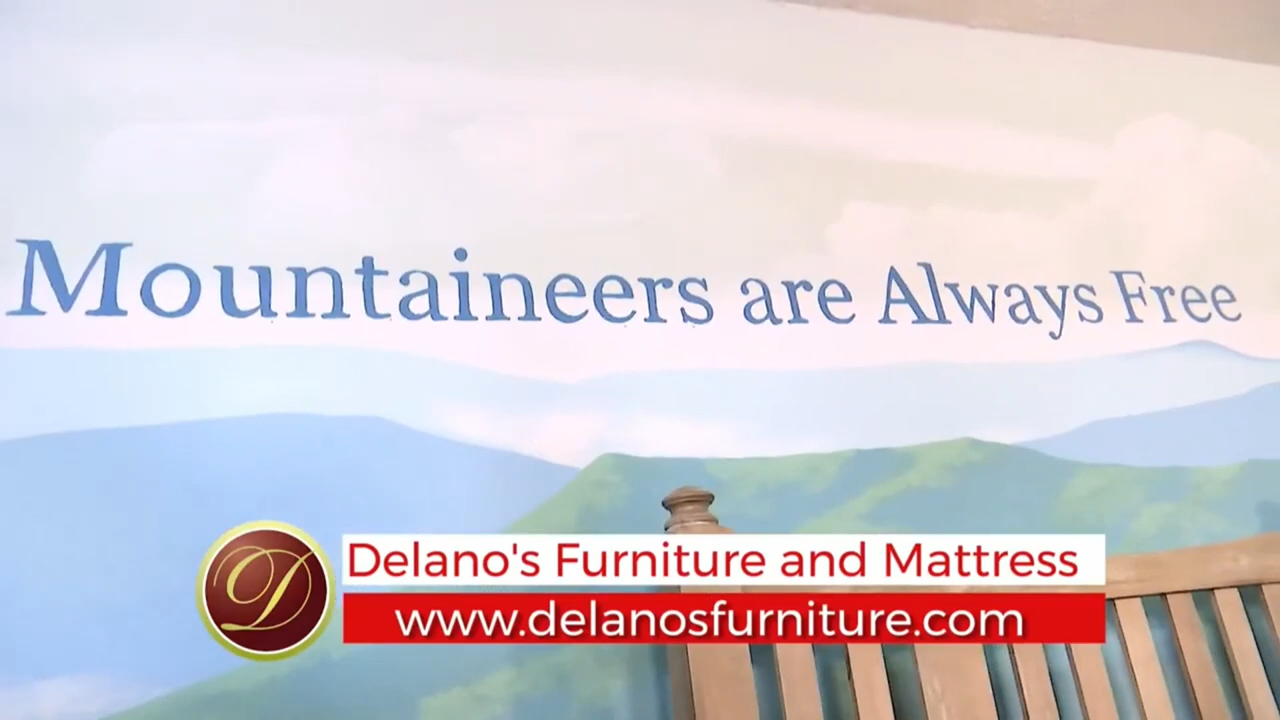 Mountaineers are Always Free
D
Delano's Furniture and Mattress
www.delanosfurniture.com